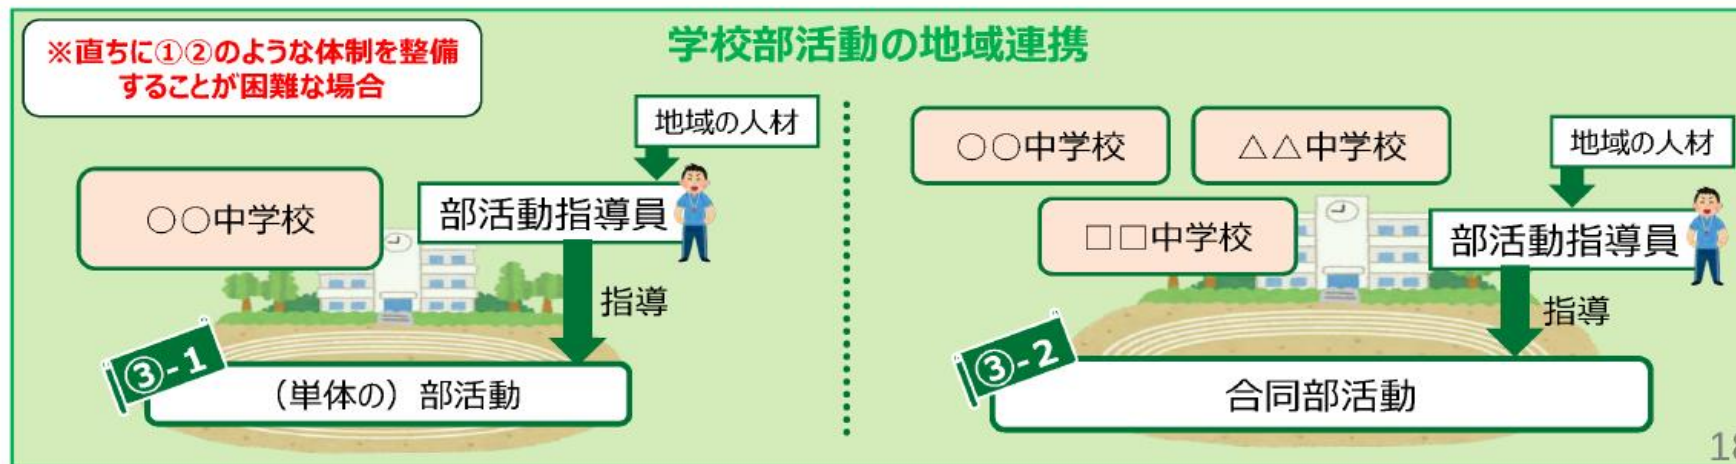 ※直ちに①②のような体制を整備
することが困難な場合
学校部活動の地域連携
地域の人材
○○中学校
部活動指導員
指導
③-1
（単体の）部活動
○○中学校
△△中学校
地域の人材
□□中学校
部活動指導員
指導
③-2
合同部活動